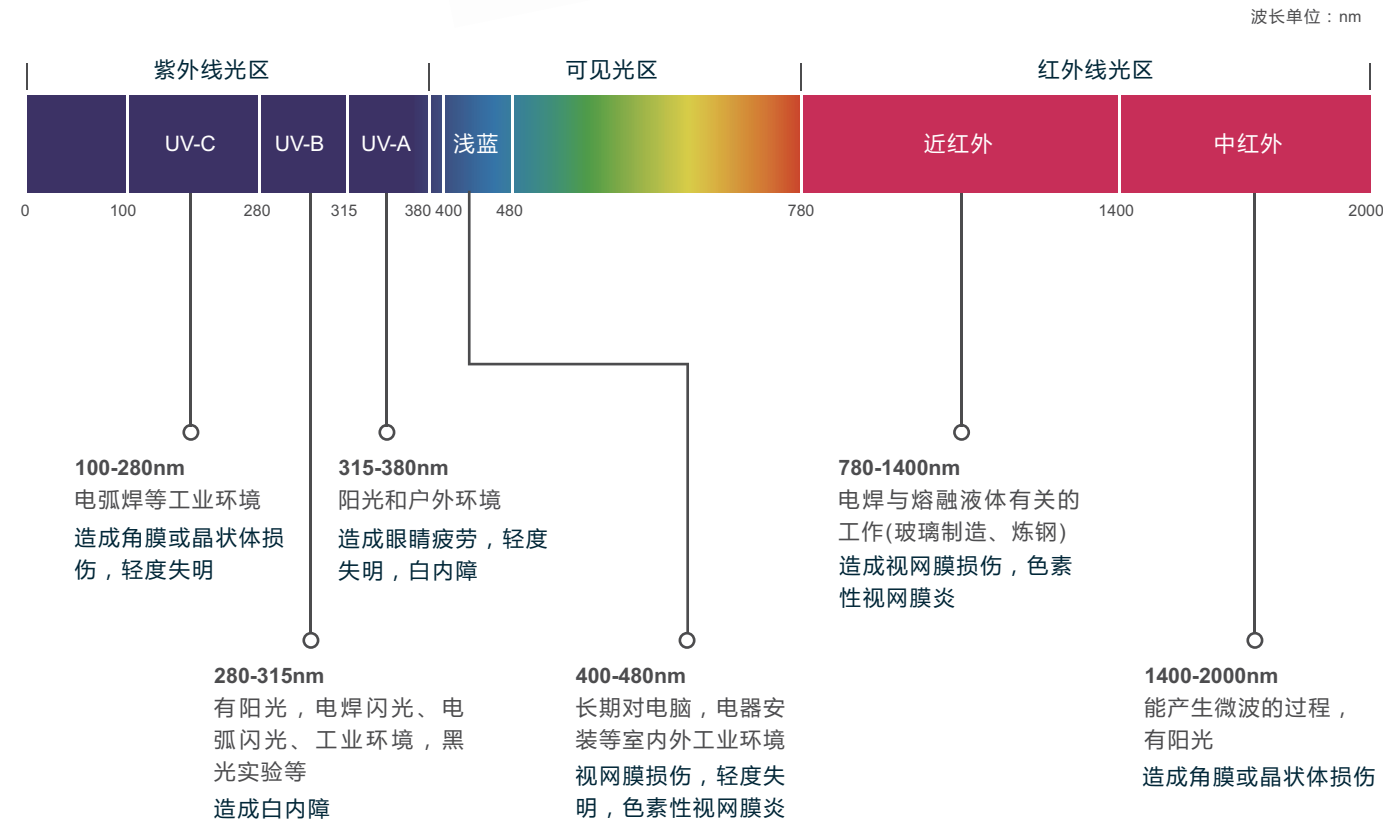 波长单位：nm
紫外线光区
可见光区
红外线光区
UV-C
UV-B
UV-A
浅蓝
近红外
中红外
0
100
280
315
380
400
480
780
1400
2000
100-280nm
电弧焊等工业环境
造成角膜或晶状体损
伤，轻度失明
315-380nm
阳光和户外环境
造成眼睛疲劳，轻度
失明，白内障
780-1400nm
电焊与熔融液体有关的
工作(玻璃制造、炼钢)
造成视网膜损伤，色素
性视网膜炎
280-315nm
有阳光，电焊闪光、电
弧闪光、工业环境，黑
光实验等
造成白内障
400-480nm
长期对电脑，电器安
装等室内外工业环境
视网膜损伤，轻度失
明，色素性视网膜炎
1400-2000nm
能产生微波的过程，
有阳光
造成角膜或晶状体损伤